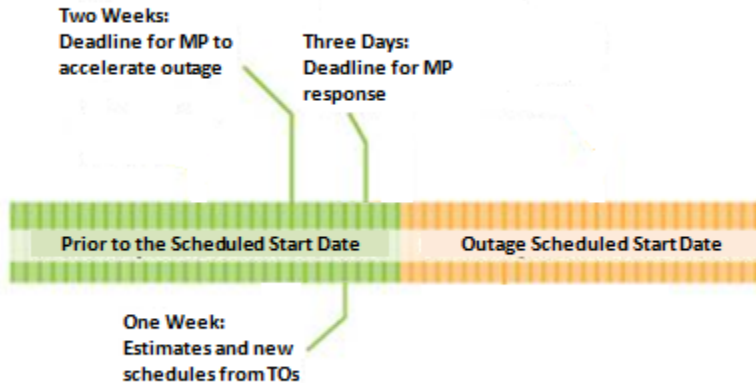 Two Weeks:
Deadline for MP to
accelerate outage
Three Days:
Deadline for MP
response
Prior to the Scheduled Start Date
Outage Scheduled Start Date
One Week:
Estimates and new
schedules from TOs